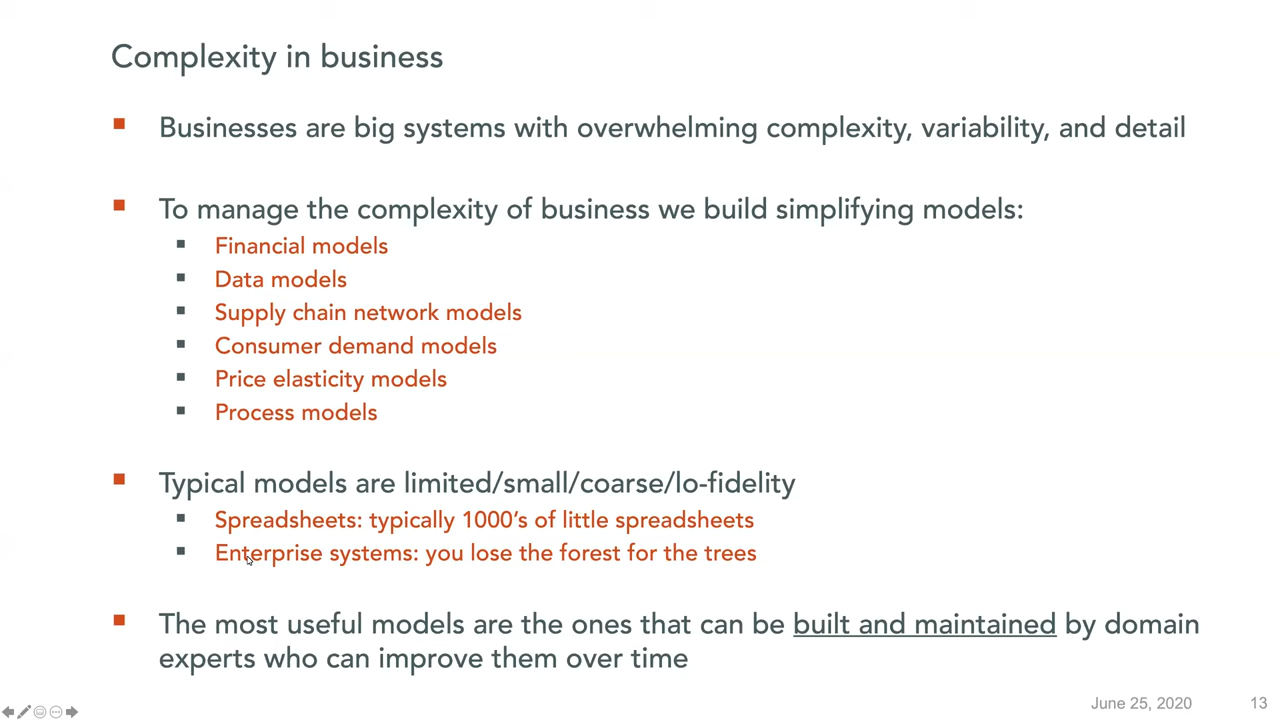 Complexity in business
Businesses are big systems with overwhelming complexity, variability, and detail
To manage the complexity of business we build simplifying models:
Financial models
Data models
Supply chain network models
Consumer demand models
Price elasticity models
Process models
Typical models are limited/small/coarse/lo-fidelity
Spreadsheets: typically 1000's of little spreadsheets
Enterprise systems: you lose the forest for the trees
The most useful models are the ones that can be built and maintained by domain
experts who can improve them over time
June 25, 2020 13